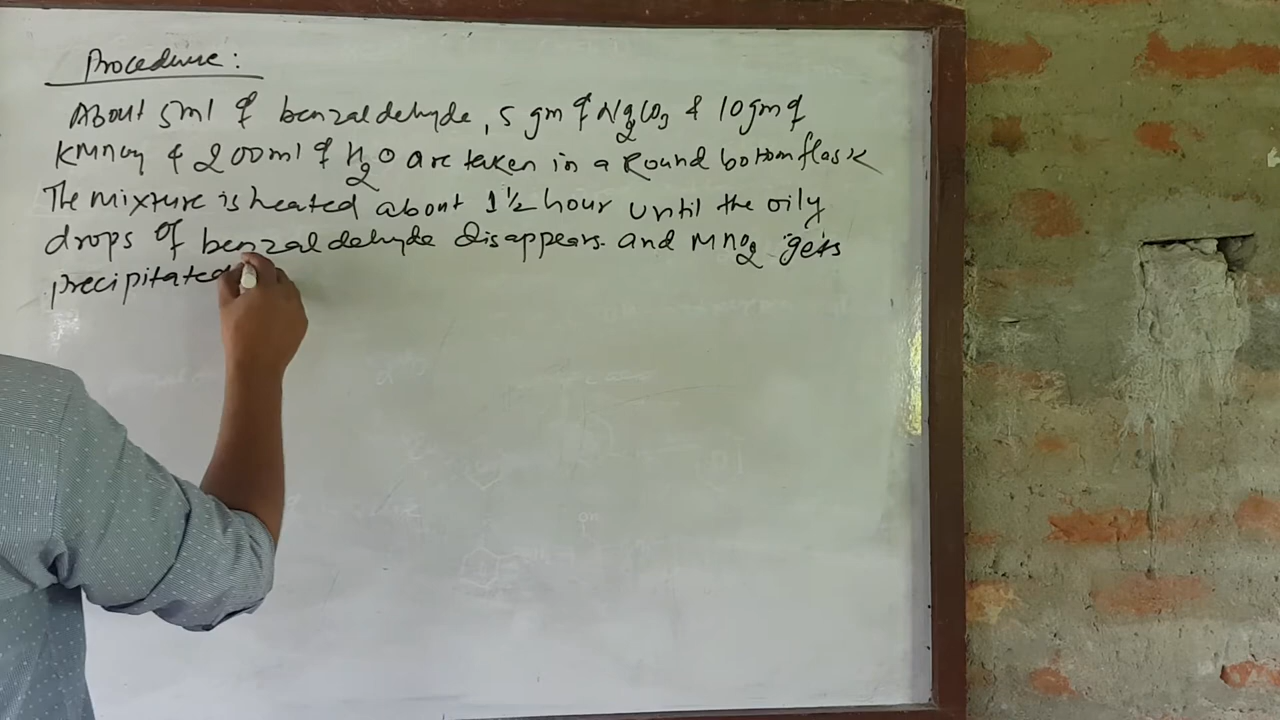 Procedure:
About 5ml of benzaldehyde, 5 gm of Na2CO3 & 10gm of
KMnO4 & 200ml of H2O are taken in a Round bottom flask
The mixture is heated about 1½ hour until the oily
drops of benzaldehyde disappears. and MnO2 gets
precipitated